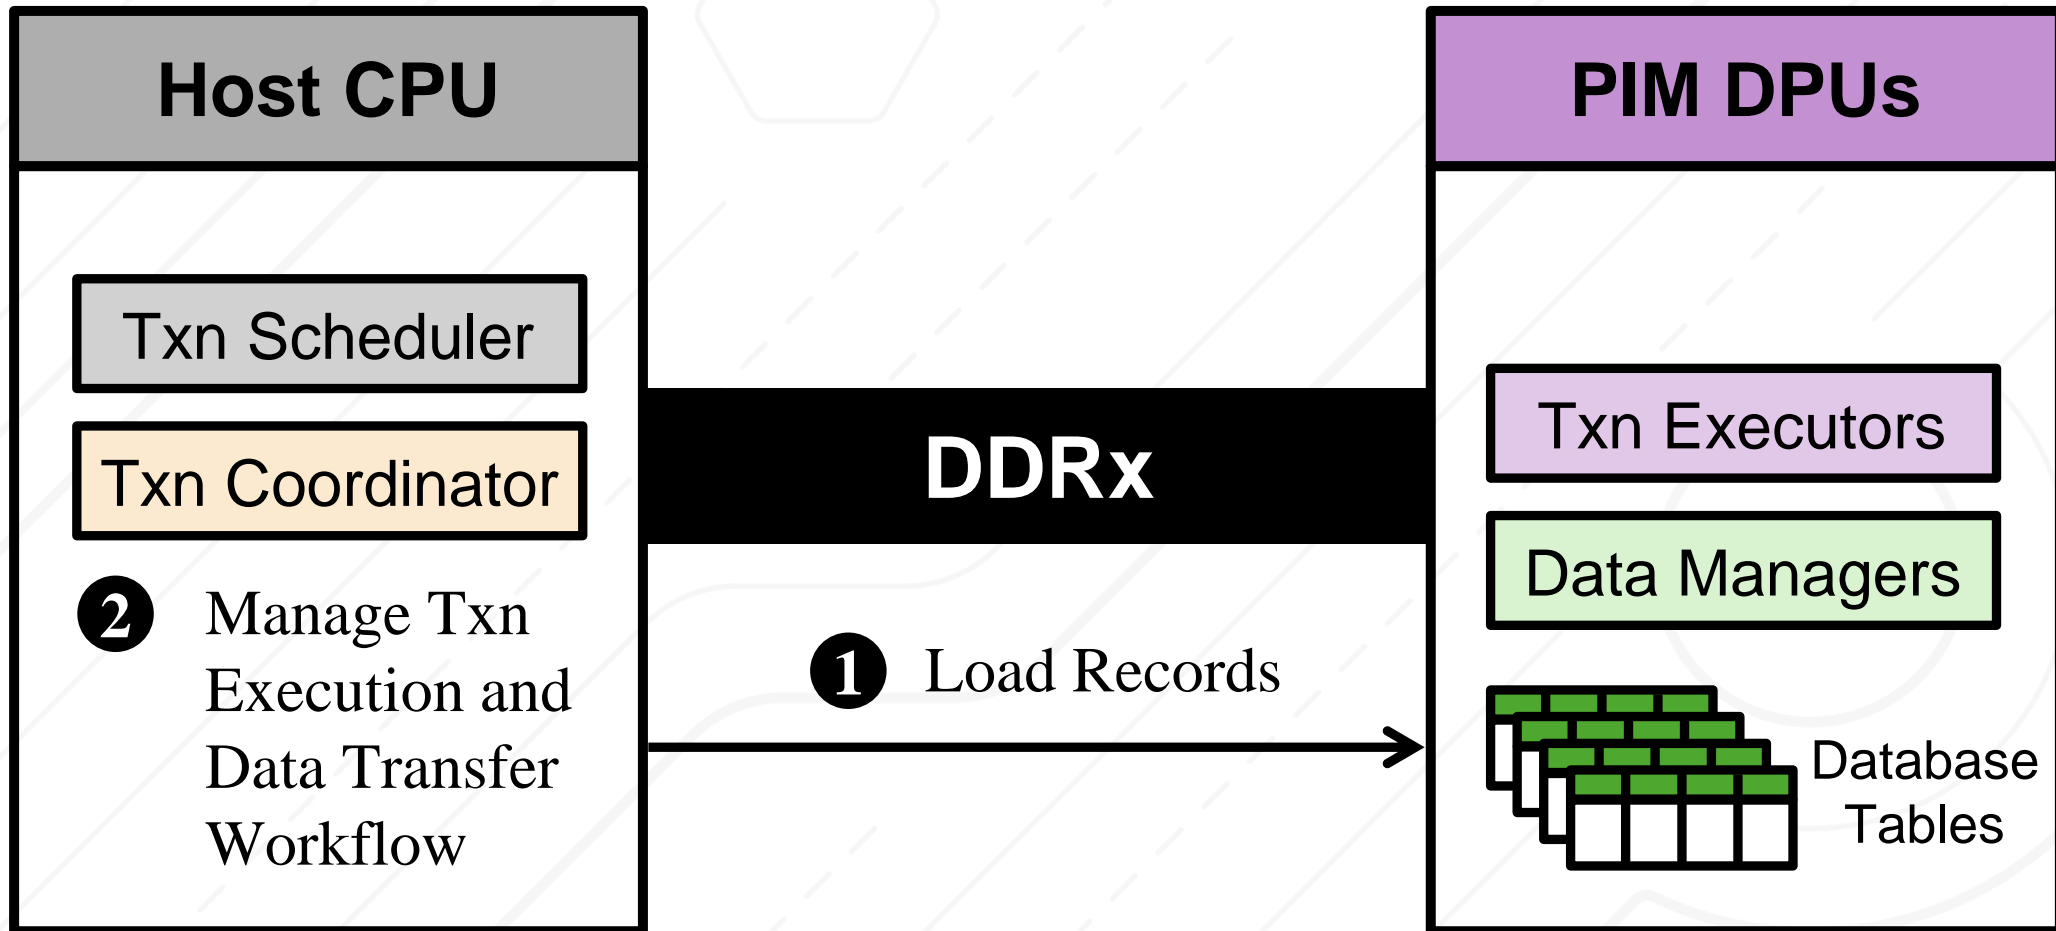 Host CPU
Txn Scheduler
Txn Coordinator
2 Manage Txn
Execution and
Data Transfer
Workflow
DDRx
1 Load Records
PIM DPUs
Txn Executors
Data Managers
Database
Tables